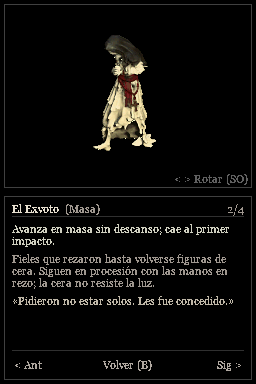 < > Rotar (SO)
El Exvoto (Masa) 2/4
Avanza en masa sin descanso; cae al primer
impacto.
Fieles que rezaron hasta volverse figuras de
cera. Siguen en procesión con las manos en
rezo; la cera no resiste la luz.
«Pidieron no estar solos. Les fue concedido.»
< Ant Volver (B) Sig >